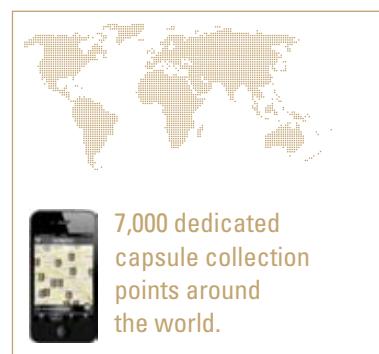 7,000 dedicated
capsule collection
points around
the world.